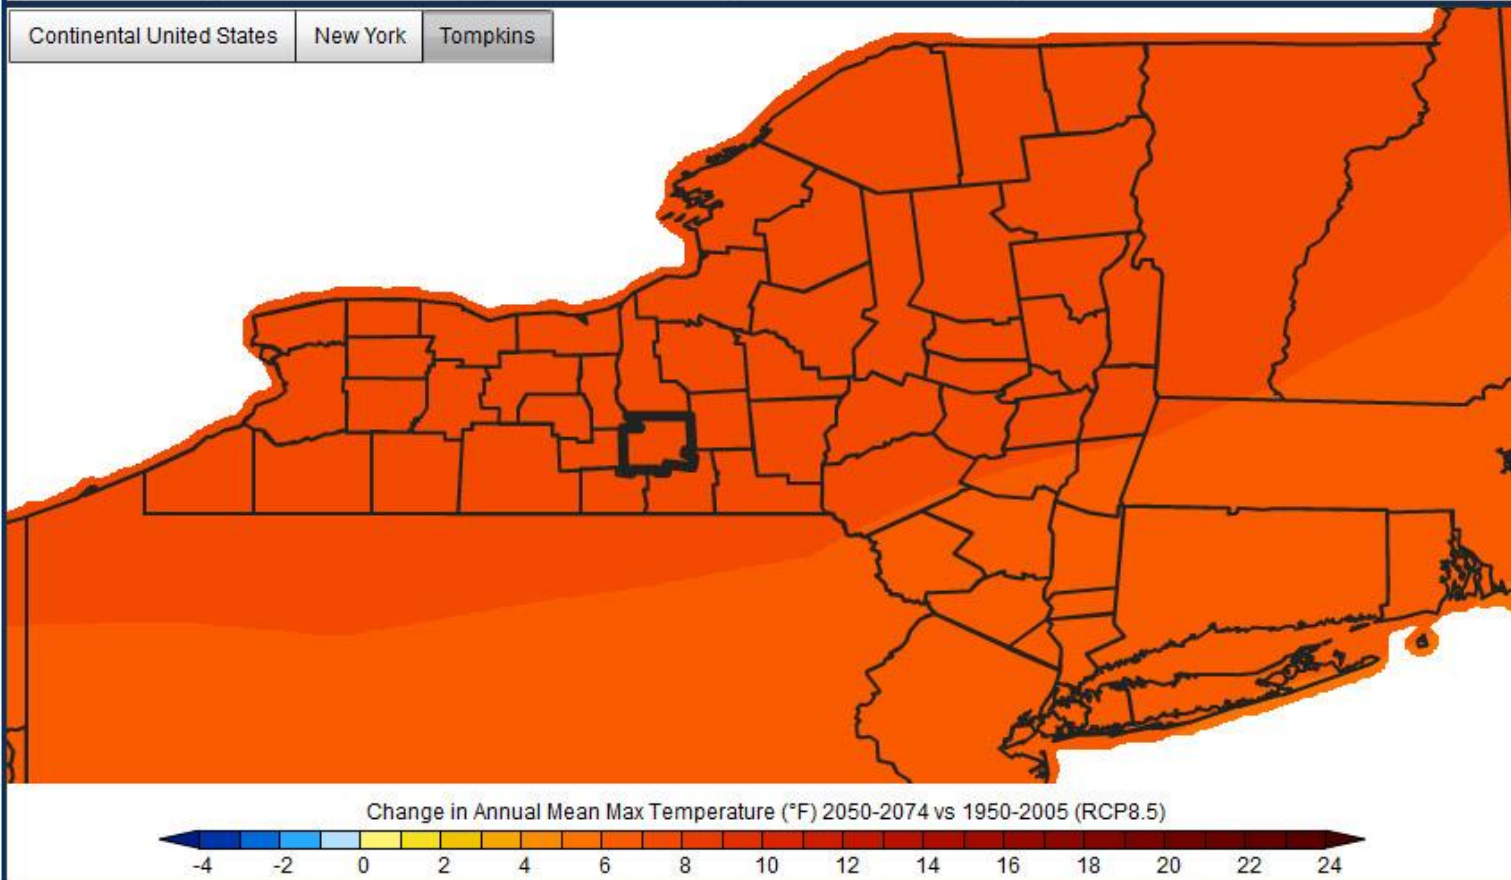 Continental United States New York Tompkins
Change in Annual Mean Max Temperature (°F) 2050-2074 vs 1950-2005 (RCP8.5)
-4 -2 0 2 4 6 8 10 12 14 16 18 20 22 24